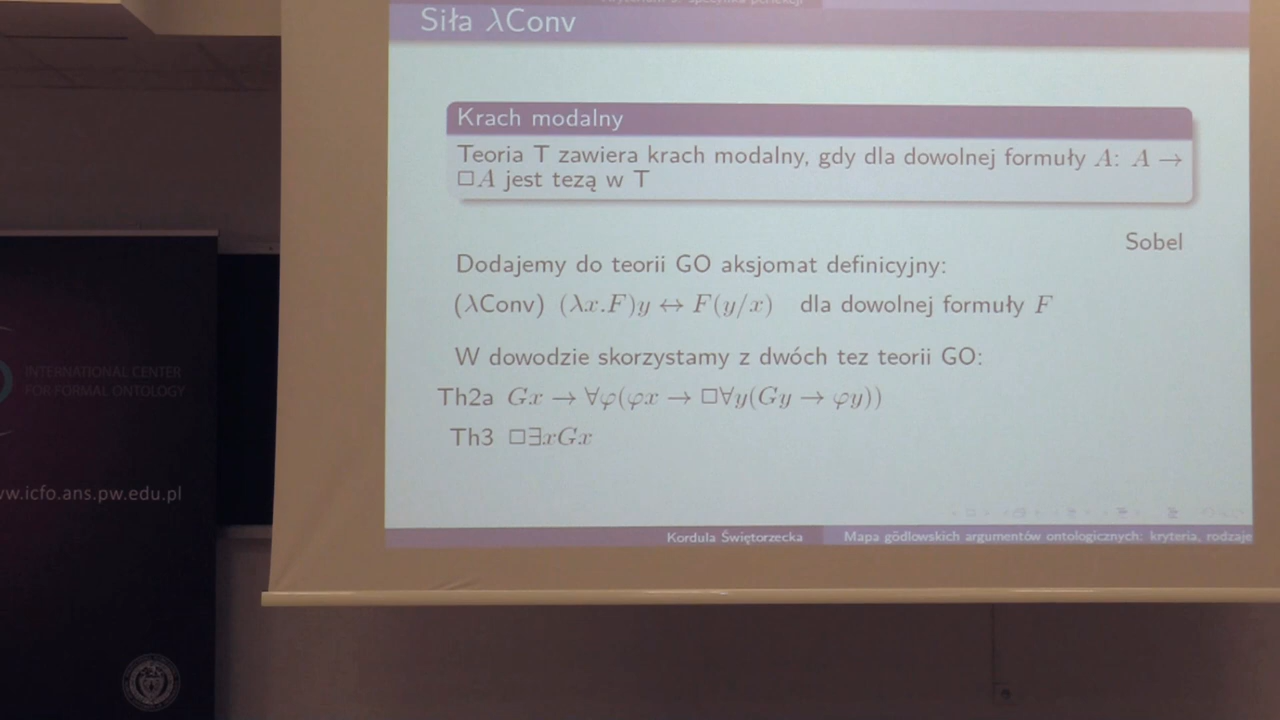 Siła λConv
Krach modalny
Teoria T zawiera krach modalny, gdy dla dowolnej formuły A: A →
□A jest tezą w T
Sobel
Dodajemy do teorii GO aksjomat definicyjny:
(λConv) (λx.F)y ↔ F(y/x) dla dowolnej formuły F
W dowodzie skorzystamy z dwóch tez teorii GO:
Th2a Gx → ∀φ(φx → □∀y(Gy → φy))
Th3 □∃xGx
Kordula Świętorzecka
Mapa gödlowskich argumentów ontologicznych: kryteria, rodzaje
INTERNATIONAL CENTER
FOR FORMAL ONTOLOGY
w.icfo.ans.pw.edu.pl